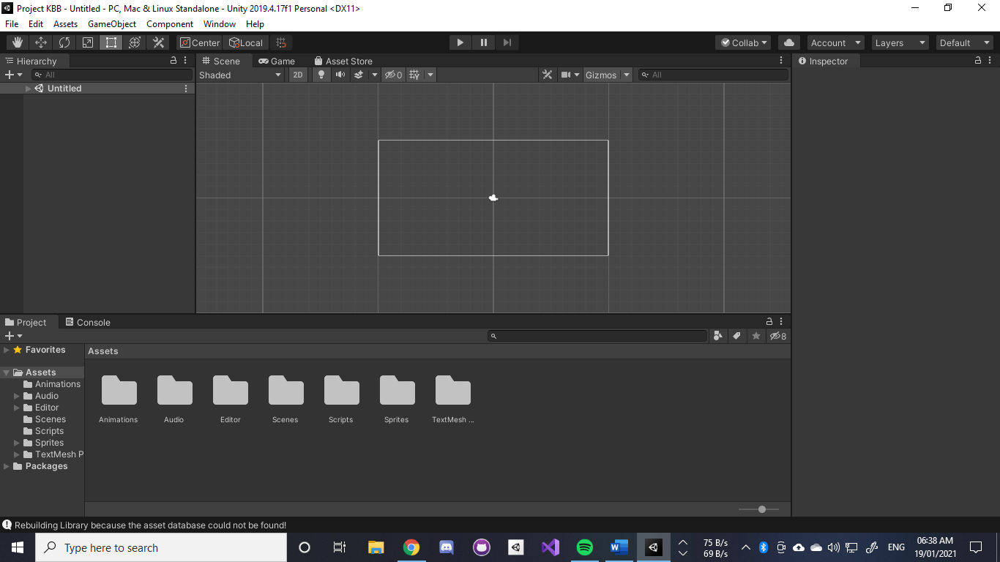 Project KBB - Untitled - PC, Mac & Linux Standalone - Unity 2019.4.17f1 Personal <DX11>
File Edit Assets GameObject Component Window Help
Center Local Collab Account Layers Default
Hierarchy Scene Game Asset Store Inspector
All Shaded 2D 0 Gizmos All
Untitled
Project Console
8
Favorites
Assets
Assets
Animations
Audio
Editor
Scenes
Scripts
Sprites
TextMesh P
Packages
Animations Audio Editor Scenes Scripts Sprites TextMesh ...
Rebuilding Library because the asset database could not be found!
Type here to search
75 B/s
69 B/s
ENG
06:38 AM
19/01/2021